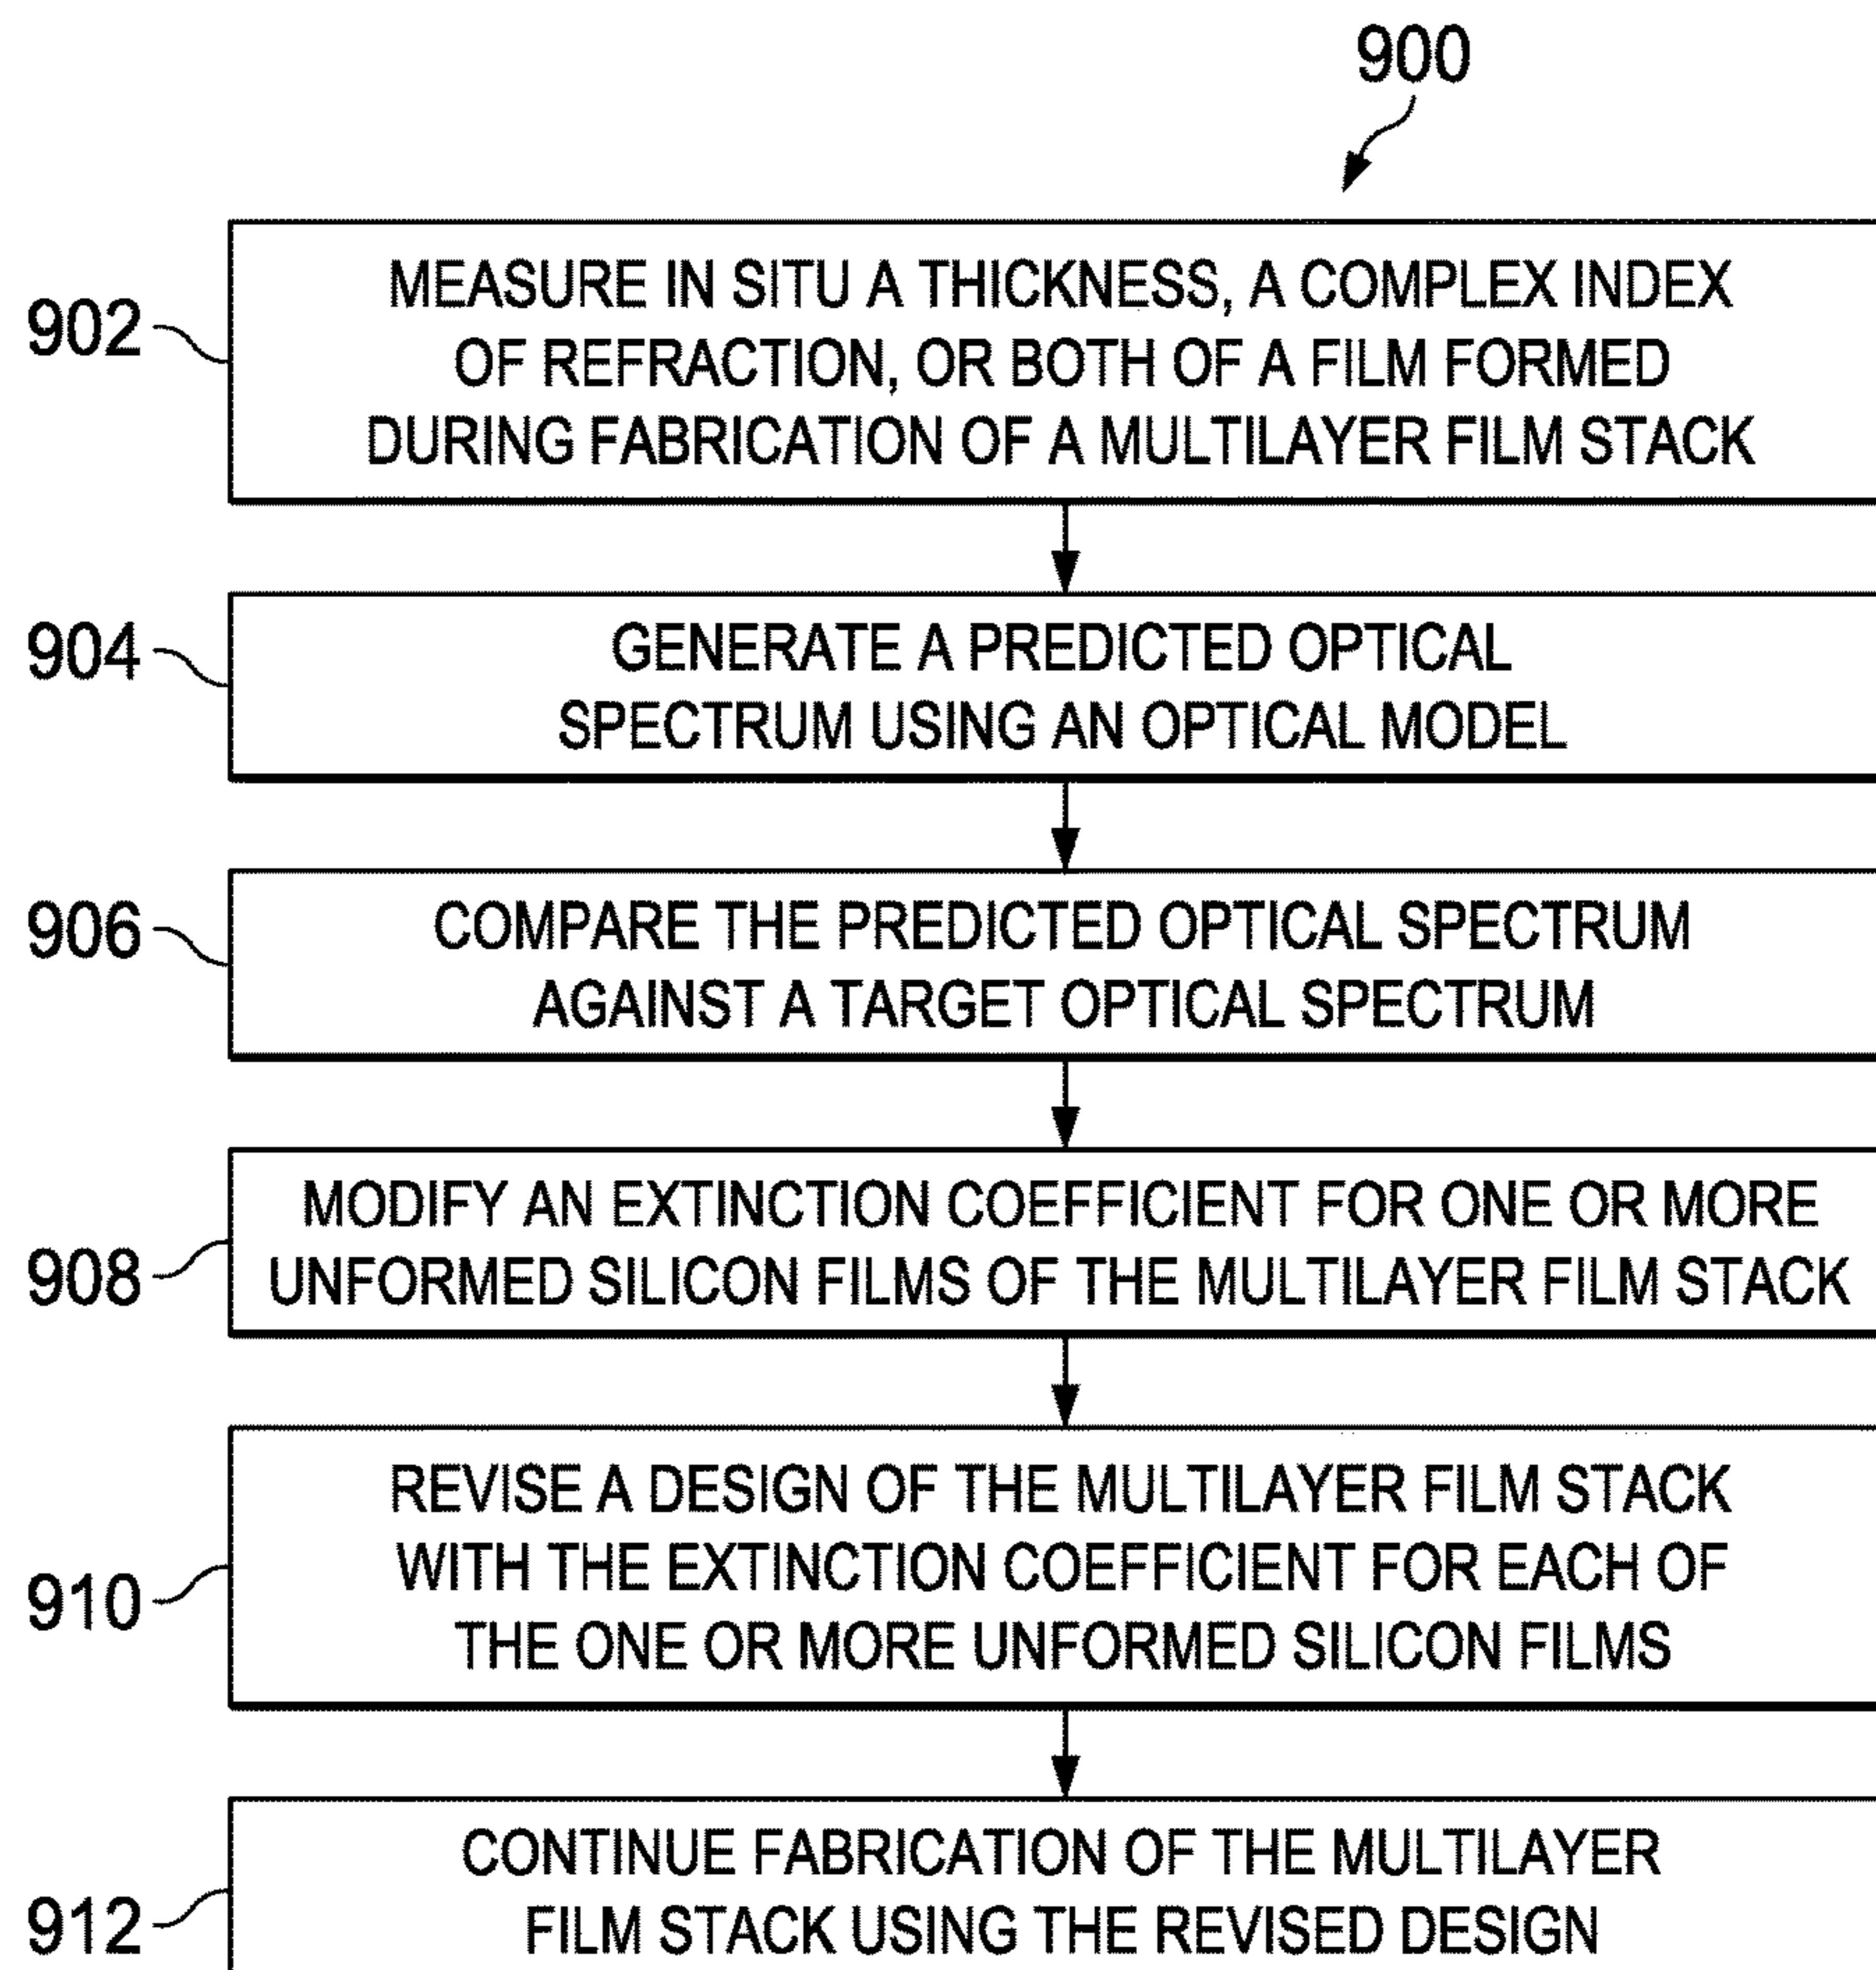 900
902
MEASURE IN SITU A THICKNESS, A COMPLEX INDEX
OF REFRACTION, OR BOTH OF A FILM FORMED
DURING FABRICATION OF A MULTILAYER FILM STACK
904
GENERATE A PREDICTED OPTICAL
SPECTRUM USING AN OPTICAL MODEL
906
COMPARE THE PREDICTED OPTICAL SPECTRUM
AGAINST A TARGET OPTICAL SPECTRUM
908
MODIFY AN EXTINCTION COEFFICIENT FOR ONE OR MORE
UNFORMED SILICON FILMS OF THE MULTILAYER FILM STACK
910
REVISE A DESIGN OF THE MULTILAYER FILM STACK
WITH THE EXTINCTION COEFFICIENT FOR EACH OF
THE ONE OR MORE UNFORMED SILICON FILMS
912
CONTINUE FABRICATION OF THE MULTILAYER
FILM STACK USING THE REVISED DESIGN